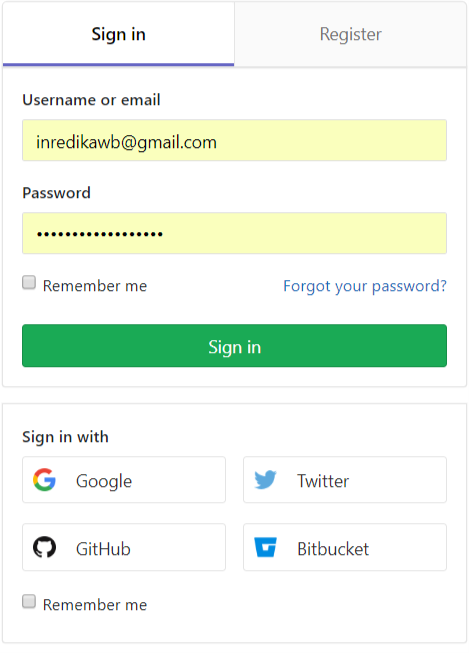 Sign in
Register
Username or email
inredikawb@gmail.com
Password
••••••••••••••••••
Remember me
Forgot your password?
Sign in
Sign in with
Google
Twitter
GitHub
Bitbucket
Remember me